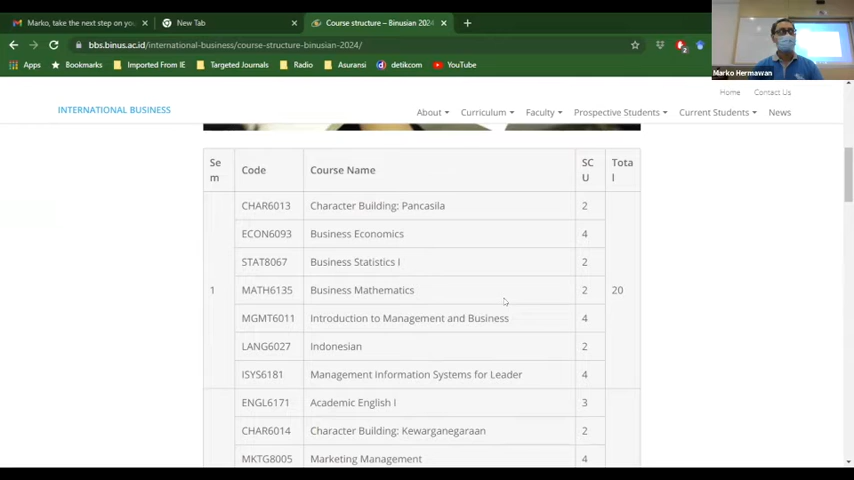 Marko, take the next step on you
New Tab
Course structure – Binusian 2024
bbs.binus.ac.id/international-business/course-structure-binusian-2024/
Apps Bookmarks Imported From IE Targeted Journals Radio Asuransi detikcom YouTube
Marko Hermawan
Home Contact Us
INTERNATIONAL BUSINESS
About Curriculum Faculty Prospective Students Current Students News
Sem Code Course Name SCU Total
CHAR6013 Character Building: Pancasila 2
ECON6093 Business Economics 4
STAT8067 Business Statistics I 2
1 MATH6135 Business Mathematics 2 20
MGMT6011 Introduction to Management and Business 4
LANG6027 Indonesian 2
ISYS6181 Management Information Systems for Leader 4
ENGL6171 Academic English I 3
CHAR6014 Character Building: Kewarganegaraan 2
MKTG8005 Marketing Management 4